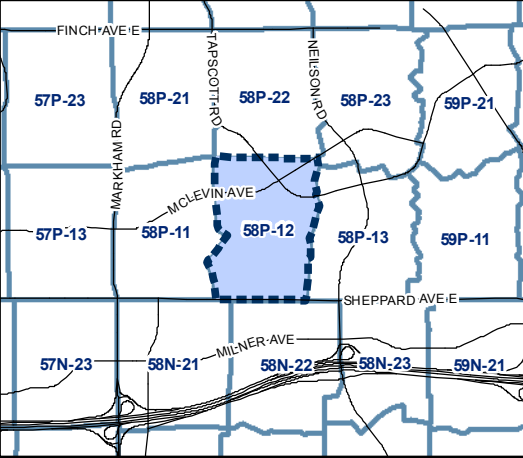 FINCH AVE E
TAPSCOTT RD
NEILSON RD
57P-23
58P-21
58P-22
58P-23
59P-21
MARKHAM RD
MCLEVIN AVE
57P-13
58P-11
58P-12
58P-13
59P-11
SHEPPARD AVE E
MILNER AVE
57N-23
58N-21
58N-22
58N-23
59N-21